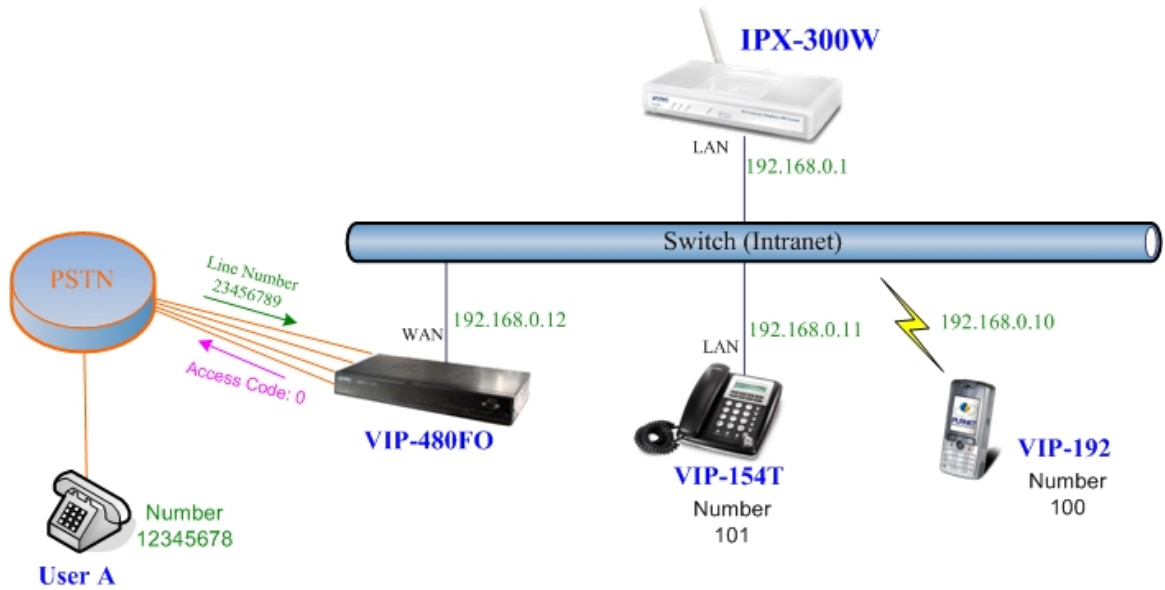 IPX-300W
LAN
192.168.0.1
Switch (Intranet)
PSTN
Line Number
23456789
Access Code: 0
WAN
192.168.0.12
VIP-480FO
LAN
192.168.0.11
VIP-154T
Number
101
192.168.0.10
PLANET
VIP-192
Number
100
Number
12345678
User A